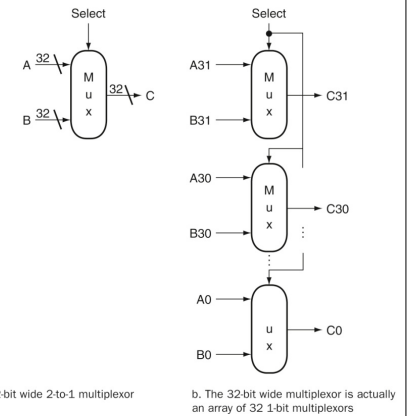 Select
A 32
M
u
x
32 C
B 32
Select
A31
M
u
x
C31
B31
A30
M
u
x
C30
B30
A0
u
x
C0
B0
-bit wide 2-to-1 multiplexor
b. The 32-bit wide multiplexor is actually
an array of 32 1-bit multiplexors